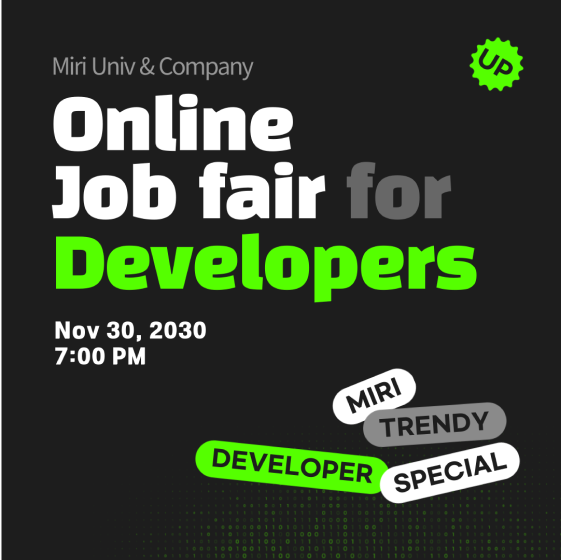 Miri Univ & Company
UP
Online
Job fair for
Developers
Nov 30, 2030
7:00 PM
MIRI
TRENDY
DEVELOPER
SPECIAL